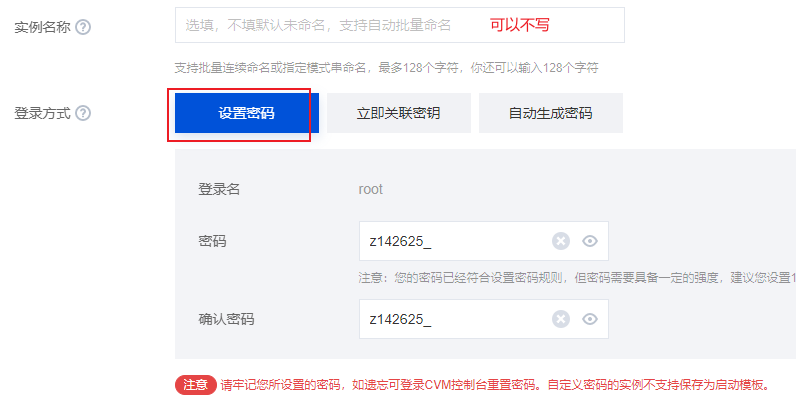 实例名称 选填，不填默认未命名，支持自动批量命名 可以不写
支持批量连续命名或指定模式串命名，最多128个字符，你还可以输入128个字符
登录方式 设置密码 立即关联密钥 自动生成密码
登录名 root
密码 z142625_
注意：您的密码已经符合设置密码规则，但密码需要具备一定的强度，建议您设置1
确认密码 z142625_
注意 请牢记您所设置的密码，如遗忘可登录CVM控制台重置密码。自定义密码的实例不支持保存为启动模板。